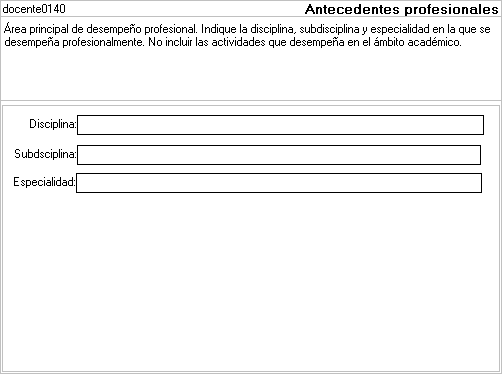 docente0140 Antecedentes profesionales
Área principal de desempeño profesional. Indique la disciplina, subdisciplina y especialidad en la que se
desempeña profesionalmente. No incluir las actividades que desempeña en el ámbito académico.
Disciplina:
Subdsciplina:
Especialidad: